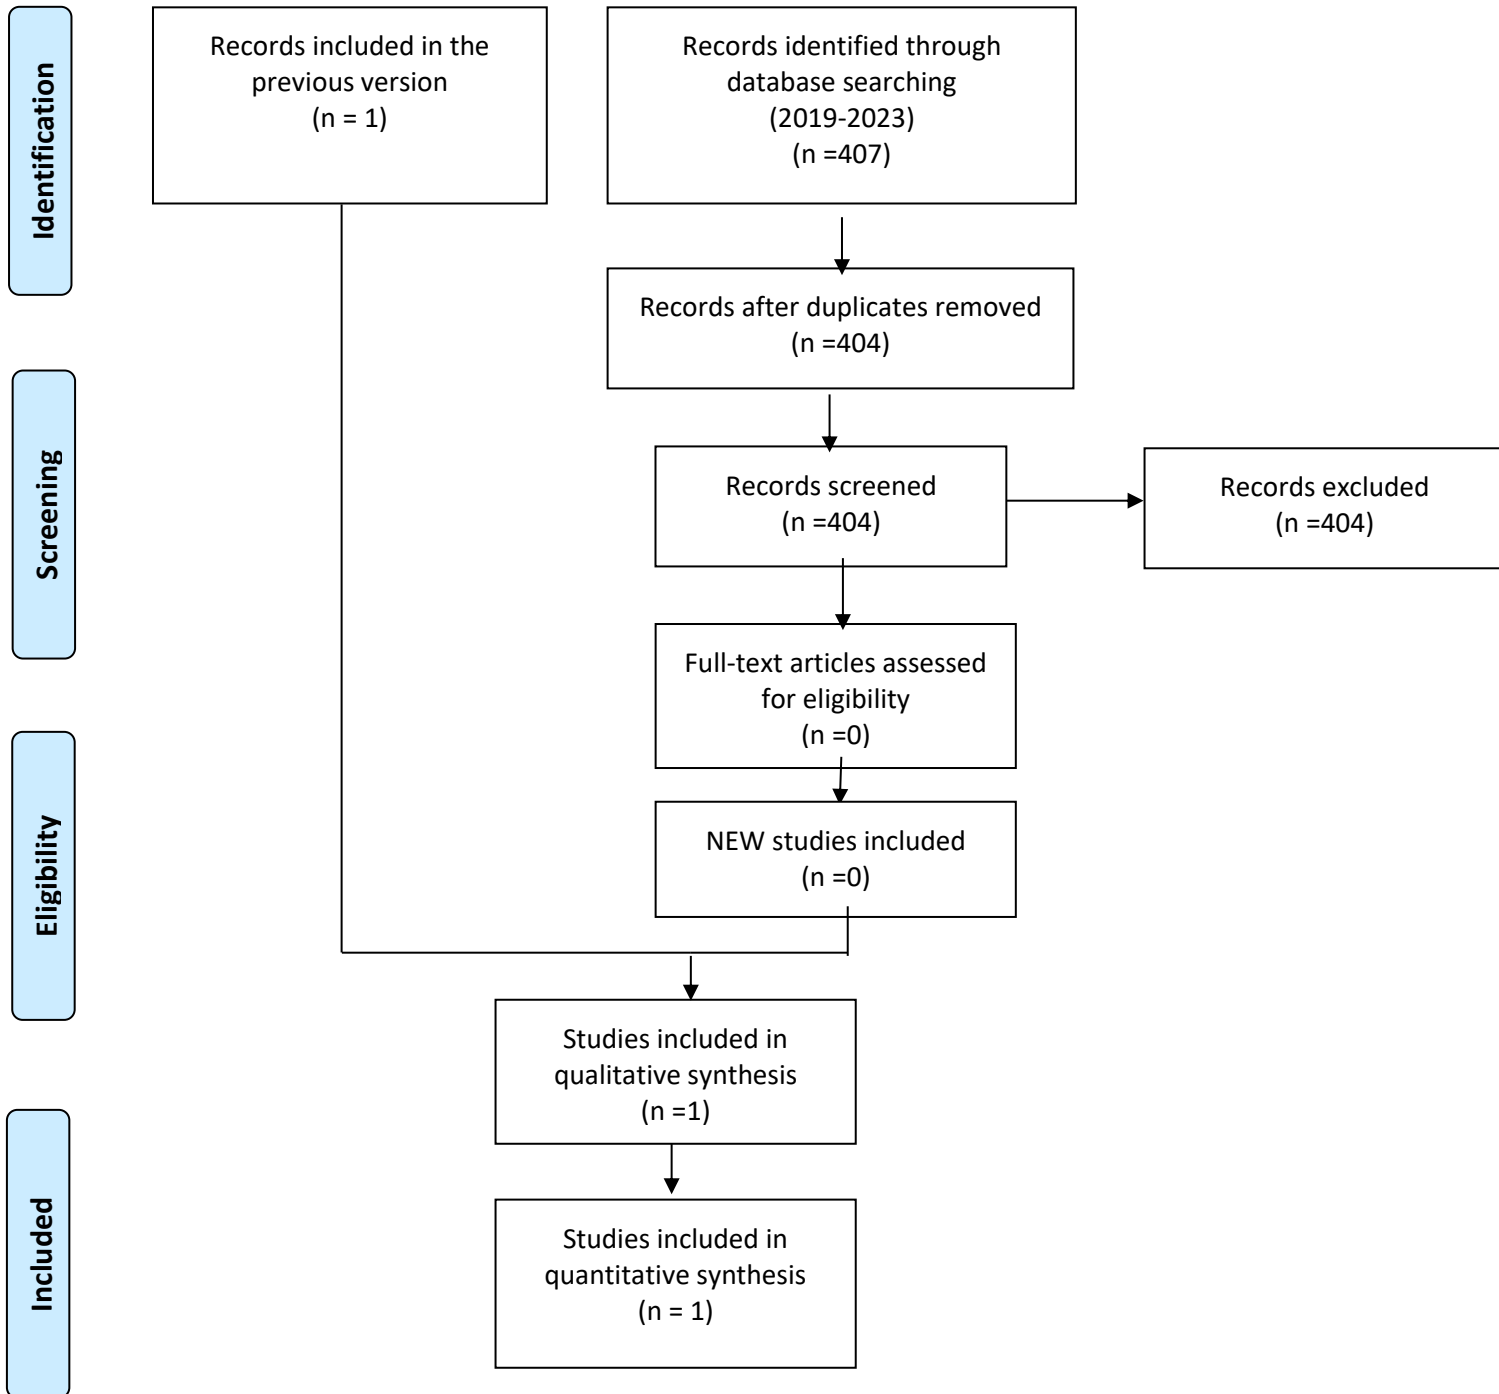 Identification
Records included in the
previous version
(n = 1)
Records identified through
database searching
(2019-2023)
(n =407)
Records after duplicates removed
(n =404)
Screening
Records screened
(n =404)
Records excluded
(n =404)
Full-text articles assessed
for eligibility
(n =0)
Eligibility
NEW studies included
(n =0)
Studies included in
qualitative synthesis
(n =1)
Included
Studies included in
quantitative synthesis
(n = 1)